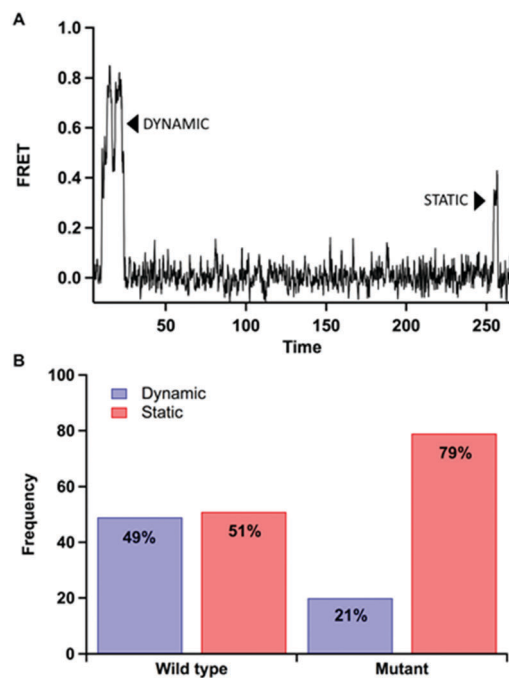 A
1.0
0.8
0.6
0.4
0.2
0.0
FRET
DYNAMIC
STATIC
50
100
150
200
250
Time
B
100
80
60
40
20
0
Frequency
Dynamic
Static
49%
51%
21%
79%
Wild type
Mutant